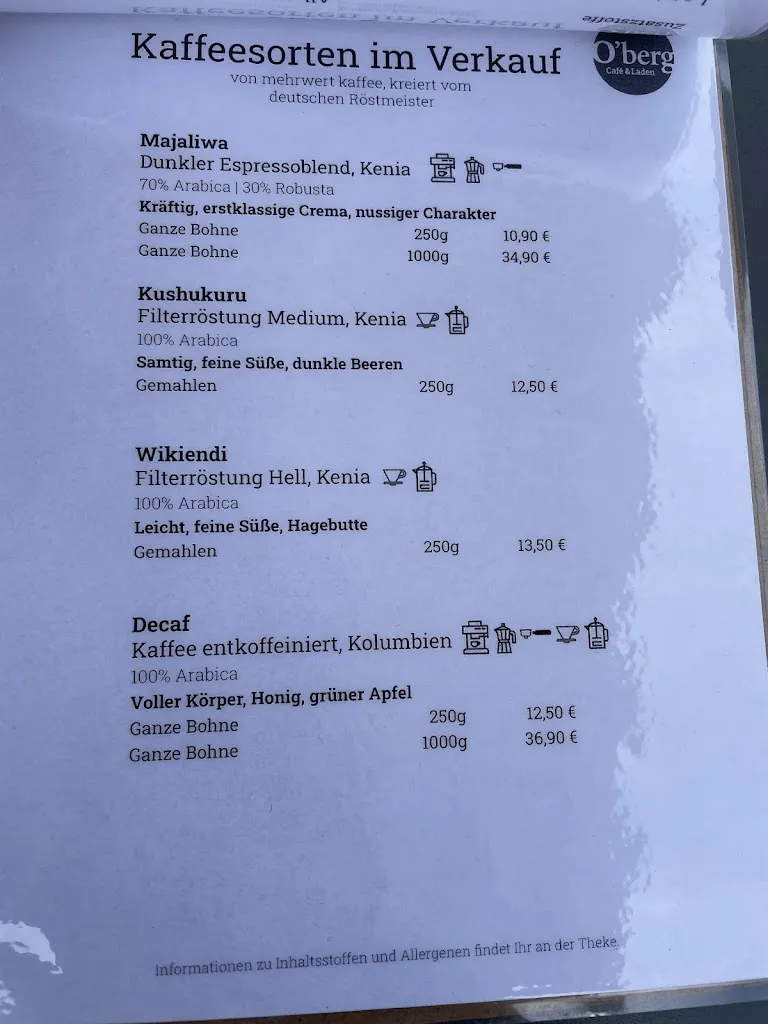 Zusatzstoffe
Kaffeesorten im Verkauf
O'berg
Café & Laden
von mehrwert kaffee, kreiert vom
deutschen Röstmeister
Majaliwa
Dunkler Espressoblend, Kenia
70% Arabica | 30% Robusta
Kräftig, erstklassige Crema, nussiger Charakter
Ganze Bohne 250g 10,90 €
Ganze Bohne 1000g 34,90 €
Kushukuru
Filterröstung Medium, Kenia
100% Arabica
Samtig, feine Süße, dunkle Beeren
Gemahlen 250g 12,50 €
Wikiendi
Filterröstung Hell, Kenia
100% Arabica
Leicht, feine Süße, Hagebutte
Gemahlen 250g 13,50 €
Decaf
Kaffee entkoffeiniert, Kolumbien
100% Arabica
Voller Körper, Honig, grüner Apfel
Ganze Bohne 250g 12,50 €
Ganze Bohne 1000g 36,90 €
Informationen zu Inhaltsstoffen und Allergenen findet Ihr an der Theke.